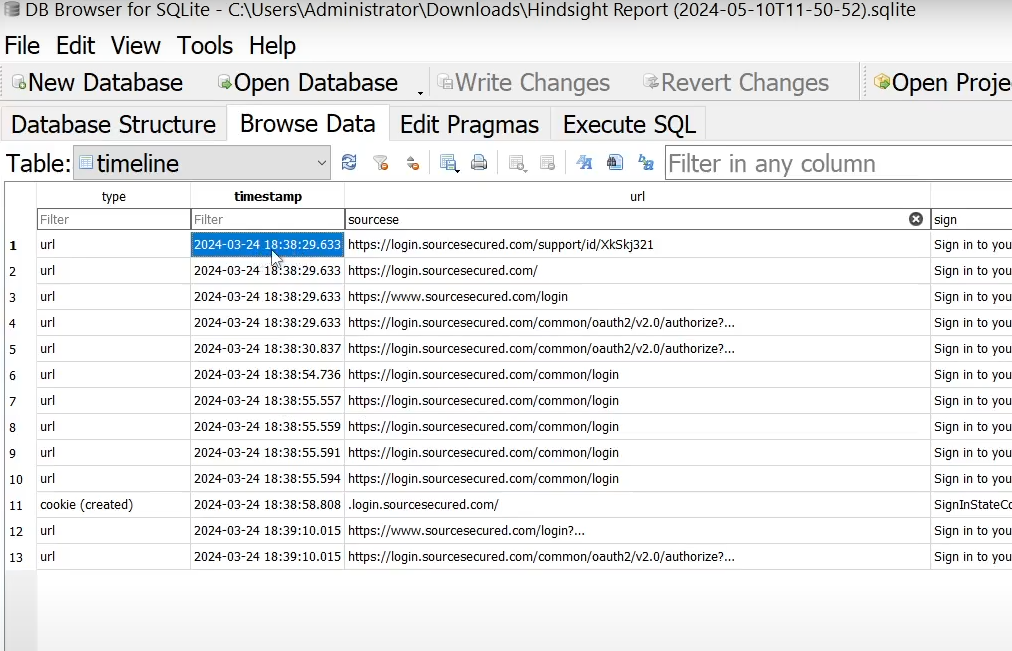 DB Browser for SQLite - C:\Users\Administrator\Downloads\Hindsight Report (2024-05-10T11-50-52).sqlite
File Edit View Tools Help
New Database Open Database Write Changes Revert Changes Open Proje
Database Structure Browse Data Edit Pragmas Execute SQL
Table: timeline Filter in any column
type timestamp url
Filter Filter sourcese sign
1 url 2024-03-24 18:38:29.633 https://login.sourcesecured.com/support/id/XkSkj321 Sign in to you
2 url 2024-03-24 18:38:29.633 https://login.sourcesecured.com/ Sign in to you
3 url 2024-03-24 18:38:29.633 https://www.sourcesecured.com/login Sign in to you
4 url 2024-03-24 18:38:29.633 https://login.sourcesecured.com/common/oauth2/v2.0/authorize?... Sign in to you
5 url 2024-03-24 18:38:30.837 https://login.sourcesecured.com/common/oauth2/v2.0/authorize?... Sign in to you
6 url 2024-03-24 18:38:54.736 https://login.sourcesecured.com/common/login Sign in to you
7 url 2024-03-24 18:38:55.557 https://login.sourcesecured.com/common/login Sign in to you
8 url 2024-03-24 18:38:55.559 https://login.sourcesecured.com/common/login Sign in to you
9 url 2024-03-24 18:38:55.591 https://login.sourcesecured.com/common/login Sign in to you
10 url 2024-03-24 18:38:55.594 https://login.sourcesecured.com/common/login Sign in to you
11 cookie (created) 2024-03-24 18:38:58.808 .login.sourcesecured.com/ SignInStateCo
12 url 2024-03-24 18:39:10.015 https://www.sourcesecured.com/login?... Sign in to you
13 url 2024-03-24 18:39:10.015 https://login.sourcesecured.com/common/oauth2/v2.0/authorize?... Sign in to you